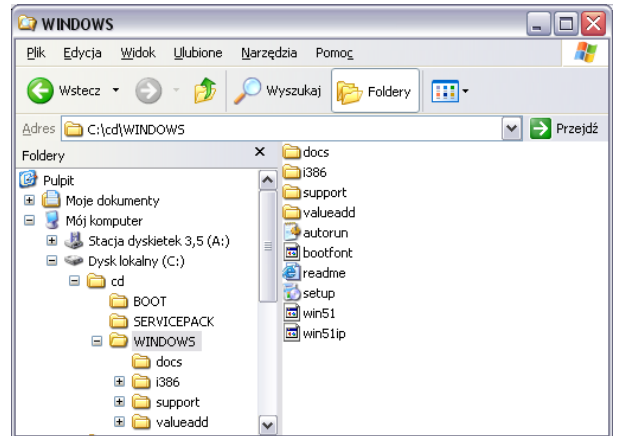 WINDOWS
Plik Edycja Widok Ulubione Narzędzia Pomoc
Wstecz Wyszukaj Foldery
Adres C:\cd\WINDOWS Przejdź
Foldery
Pulpit
Moje dokumenty
Mój komputer
Stacja dyskietek 3,5 (A:)
Dysk lokalny (C:)
cd
BOOT
SERVICEPACK
WINDOWS
docs
i386
support
valueadd
docs
i386
support
valueadd
autorun
bootfont
readme
setup
win51
win51ip